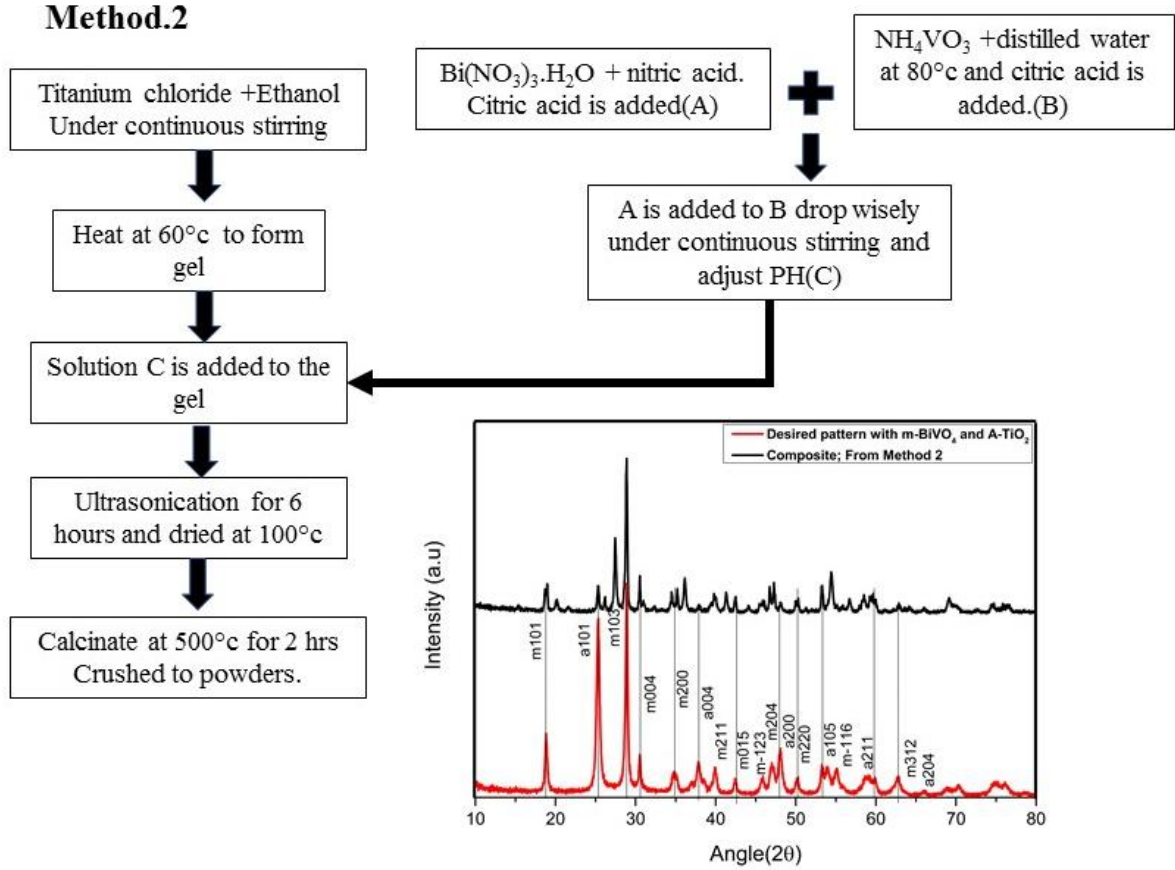 Method.2
Titanium chloride +Ethanol
Under continuous stirring
Heat at 60°c to form
gel
Solution C is added to the
gel
Ultrasonication for 6
hours and dried at 100°c
Calcinate at 500°c for 2 hrs
Crushed to powders.
Bi(NO₃)₃.H₂O + nitric acid.
Citric acid is added(A)
NH₄VO₃ +distilled water
at 80°c and citric acid is
added.(B)
A is added to B drop wisely
under continuous stirring and
adjust PH(C)
Desired pattern with m-BiVO₄ and A-TiO₂
Composite; From Method 2
Intensity (a.u)
m101
a101
m103
m004
m200
a004
m211
m015
m-123
m204
a200
m220
a105
m-116
a211
m312
a204
10 20 30 40 50 60 70 80
Angle(2θ)